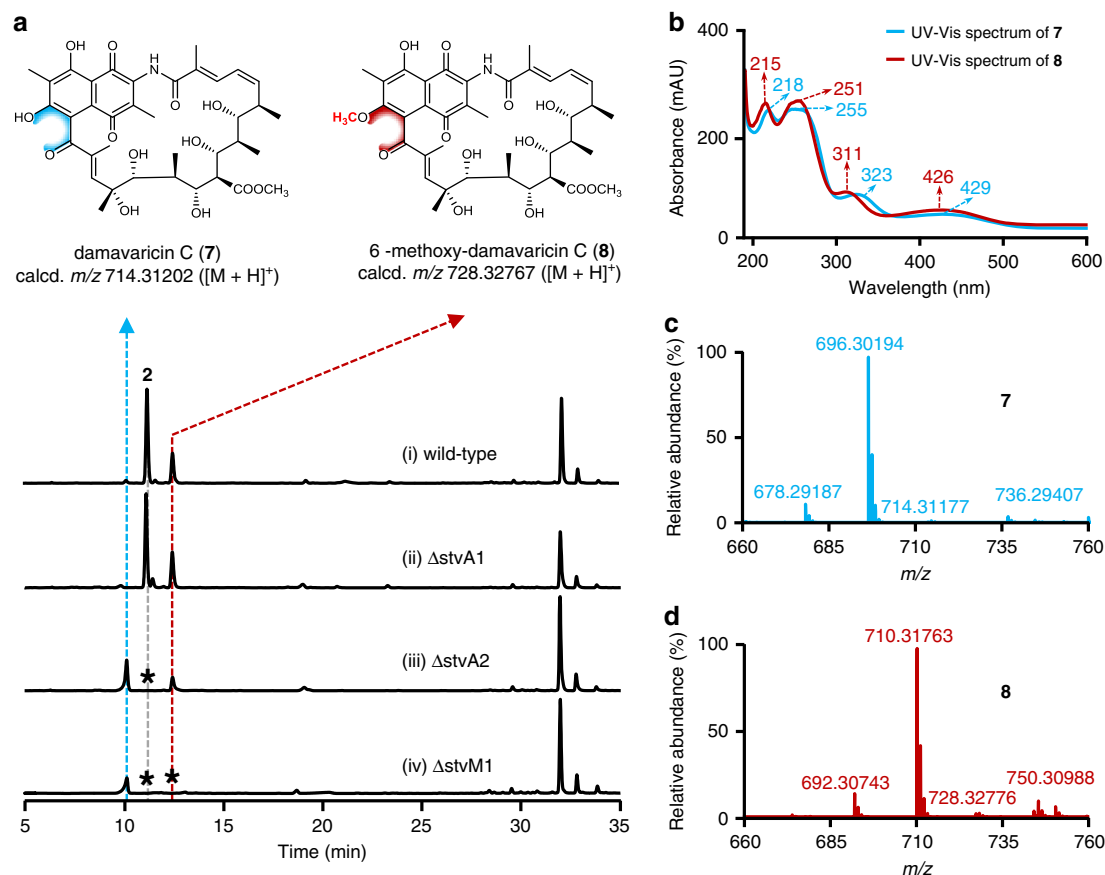 a
OH
O
H
N
O
HO
O
O
HO
HO
OH
OH
OH
COOCH3
damavaricin C (7)
calcd. m/z 714.31202 ([M + H]+)
OH
O
H
N
O
H3CO
O
O
HO
HO
OH
OH
OH
COOCH3
6 -methoxy-damavaricin C (8)
calcd. m/z 728.32767 ([M + H]+)
2
(i) wild-type
(ii) ΔstvA1
(iii) ΔstvA2
*
(iv) ΔstvM1
* *
5 10 15 20 25 30 35
Time (min)
b
Absorbance (mAU)
400
200
0
UV-Vis spectrum of 7
UV-Vis spectrum of 8
215
218
251
255
311
323
426
429
200 300 400 500 600
Wavelength (nm)
c
Relative abundance (%)
100
50
0
696.30194
7
678.29187
714.31177
736.29407
660 685 710 735 760
m/z
d
Relative abundance (%)
100
50
0
710.31763
8
692.30743
728.32776
750.30988
660 685 710 735 760
m/z